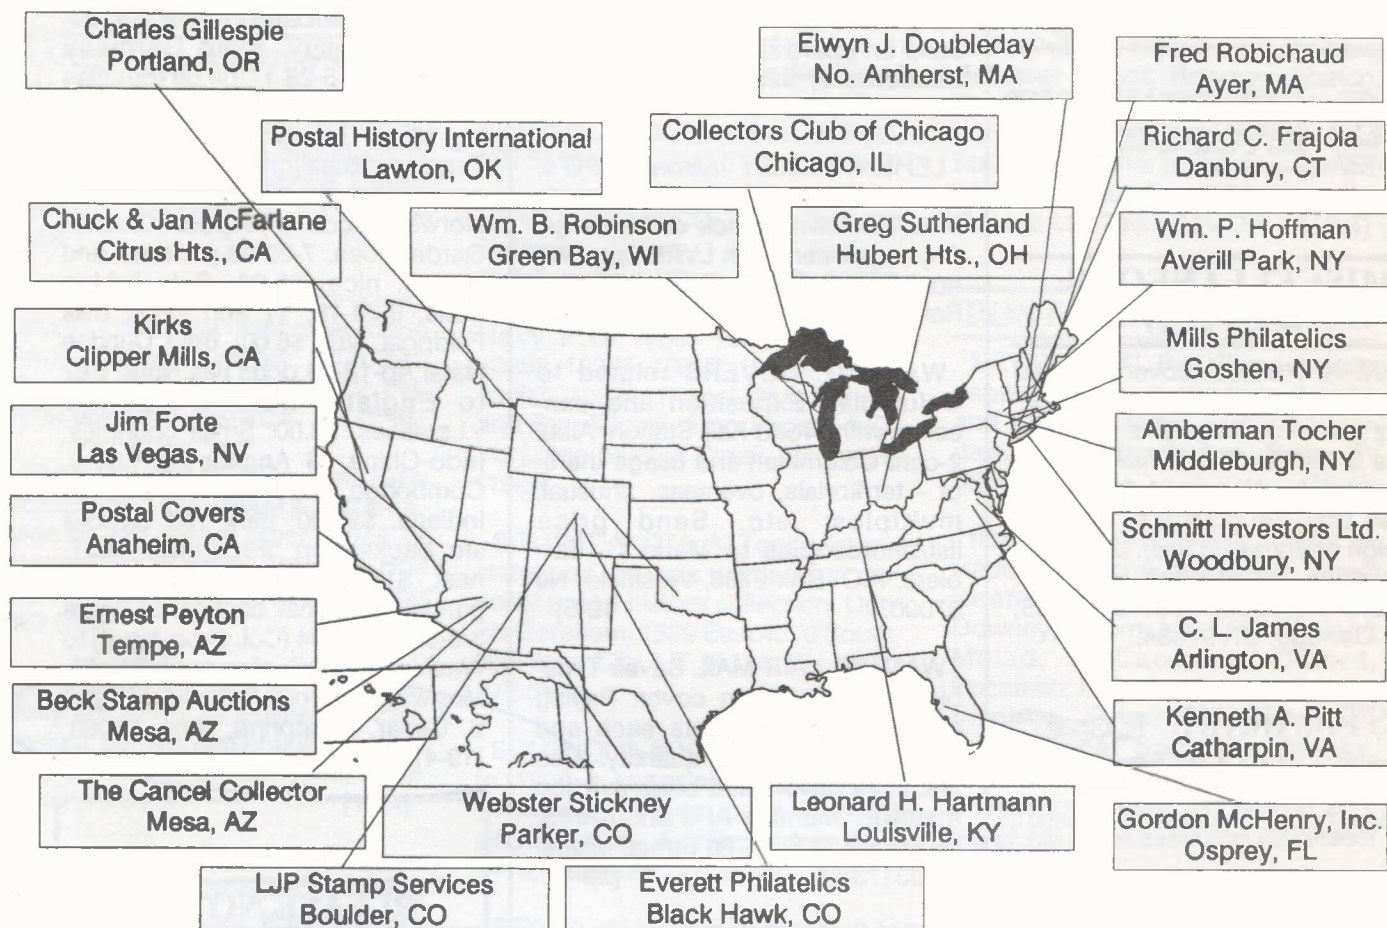 Charles Gillespie
Portland, OR
Elwyn J. Doubleday
No. Amherst, MA
Fred Robichaud
Ayer, MA
Postal History International
Lawton, OK
Collectors Club of Chicago
Chicago, IL
Richard C. Frajola
Danbury, CT
Chuck & Jan McFarlane
Citrus Hts., CA
Wm. B. Robinson
Green Bay, WI
Greg Sutherland
Hubert Hts., OH
Wm. P. Hoffman
Averill Park, NY
Kirks
Clipper Mills, CA
Mills Philatelics
Goshen, NY
Jim Forte
Las Vegas, NV
Amberman Tocher
Middleburgh, NY
Postal Covers
Anaheim, CA
Schmitt Investors Ltd.
Woodbury, NY
Ernest Peyton
Tempe, AZ
C. L. James
Arlington, VA
Beck Stamp Auctions
Mesa, AZ
Kenneth A. Pitt
Catharpin, VA
The Cancel Collector
Mesa, AZ
Webster Stickney
Parker, CO
Leonard H. Hartmann
Louisville, KY
Gordon McHenry, Inc.
Osprey, FL
LJP Stamp Services
Boulder, CO
Everett Philatelics
Black Hawk, CO